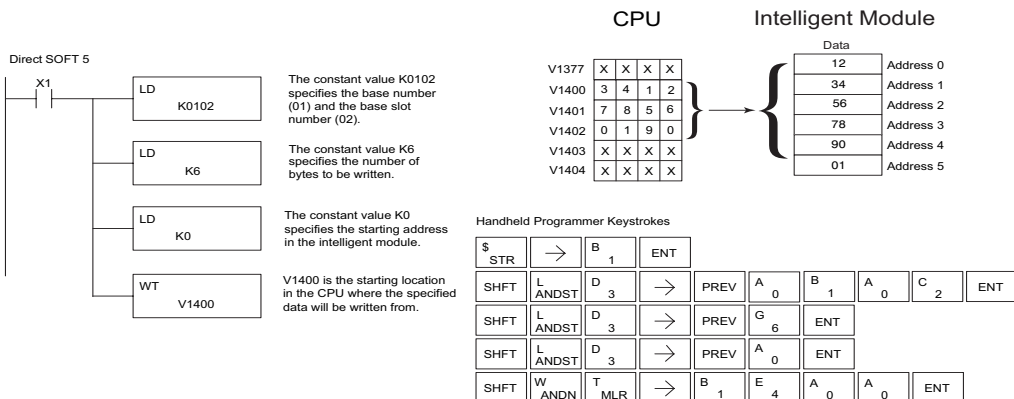 CPU
Intelligent Module
Direct SOFT 5
X1
LD
K0102
The constant value K0102
specifies the base number
(01) and the base slot
number (02).
LD
K6
The constant value K6
specifies the number of
bytes to be written.
LD
K0
The constant value K0
specifies the starting address
in the intelligent module.
WT
V1400
V1400 is the starting location
in the CPU where the specified
data will be written from.
Data
V1377 X X X X
V1400 3 4 1 2
V1401 7 8 5 6
V1402 0 1 9 0
V1403 X X X X
V1404 X X X X
12 Address 0
34 Address 1
56 Address 2
78 Address 3
90 Address 4
01 Address 5
Handheld Programmer Keystrokes
$ STR → B 1 ENT
SHFT L ANDST D 3 → PREV A 0 B 1 A 0 C 2 ENT
SHFT L ANDST D 3 → PREV G 6 ENT
SHFT L ANDST D 3 → PREV A 0 ENT
SHFT W ANDN T MLR → B 1 E 4 A 0 A 0 ENT